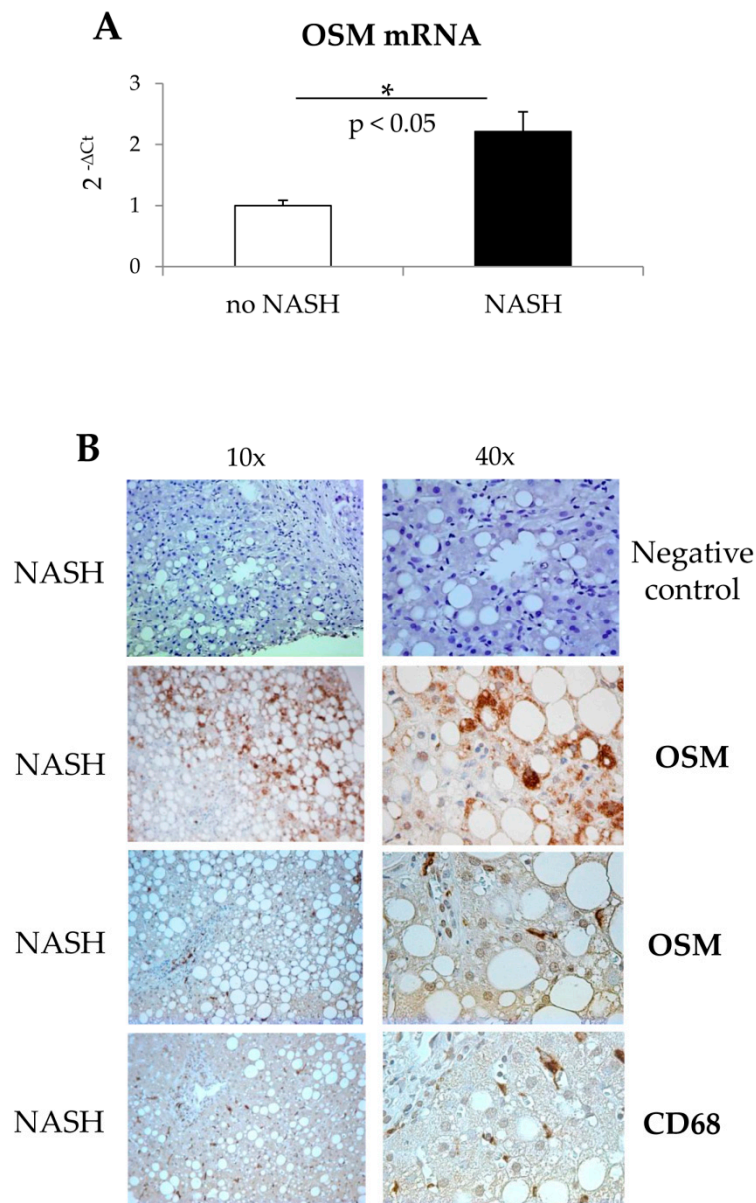 A
OSM mRNA
3
2
1
0
2 -ΔCt
*
p < 0.05
no NASH NASH
B
10x 40x
NASH
Negative
control
NASH
OSM
NASH
OSM
NASH
CD68